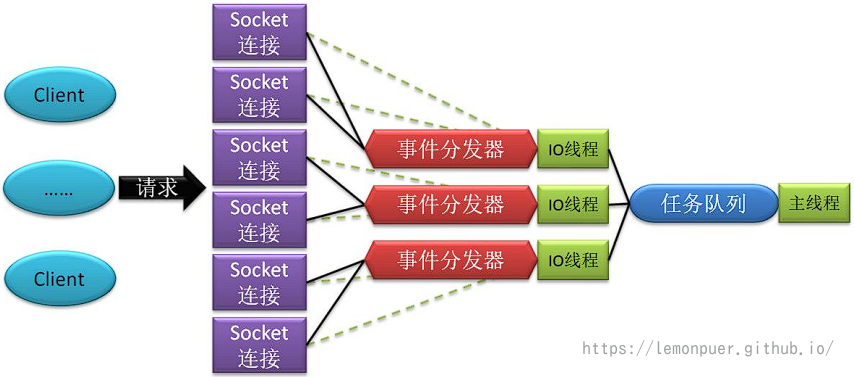 Client
……
Client
请求
Socket
连接
Socket
连接
Socket
连接
Socket
连接
Socket
连接
Socket
连接
事件分发器
IO线程
事件分发器
IO线程
事件分发器
IO线程
任务队列
主线程
https://lemonpuer.github.io/